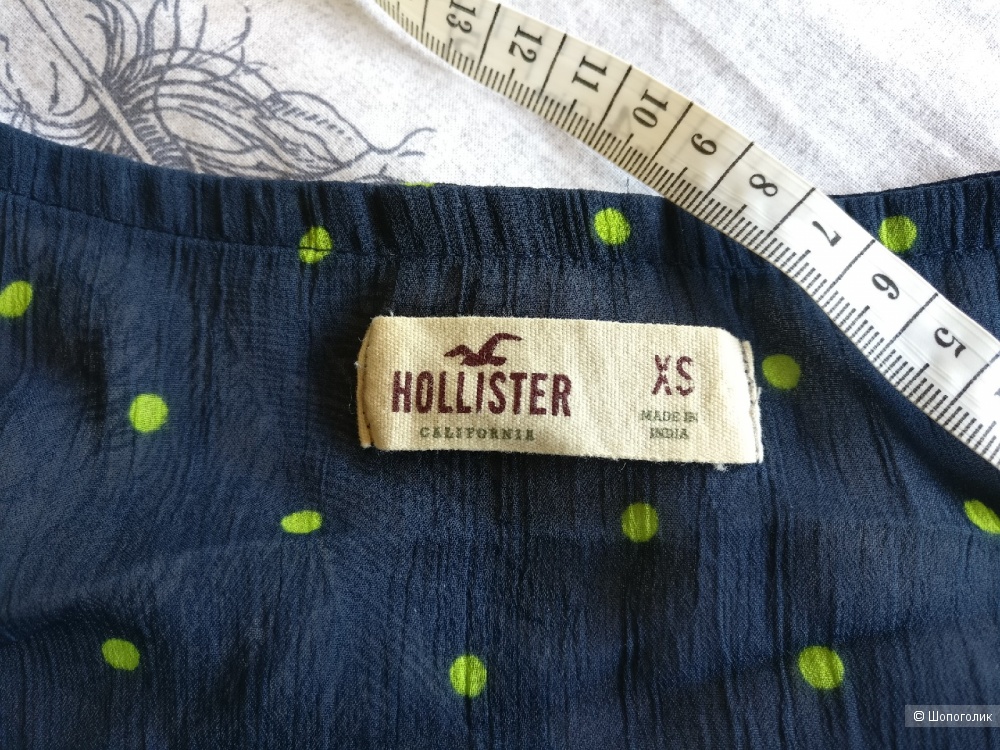 13 12 11 10 9 8 7 6 5
HOLLISTER
CALIFORNIA
XS
MADE IN
INDIA
© Шопоголик